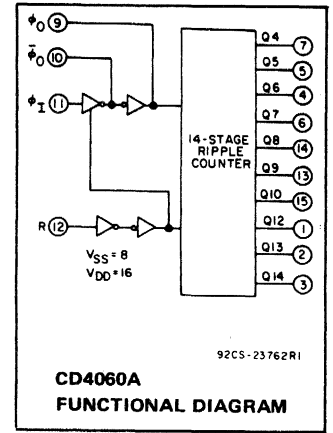 φO 9
φ̄O 10
φI 11
R 12
VSS = 8
VDD = 16
14-STAGE
RIPPLE
COUNTER
Q4 7
Q5 5
Q6 4
Q7 6
Q8 14
Q9 13
Q10 15
Q12 1
Q13 2
Q14 3
92CS-23762R1
CD4060A
FUNCTIONAL DIAGRAM